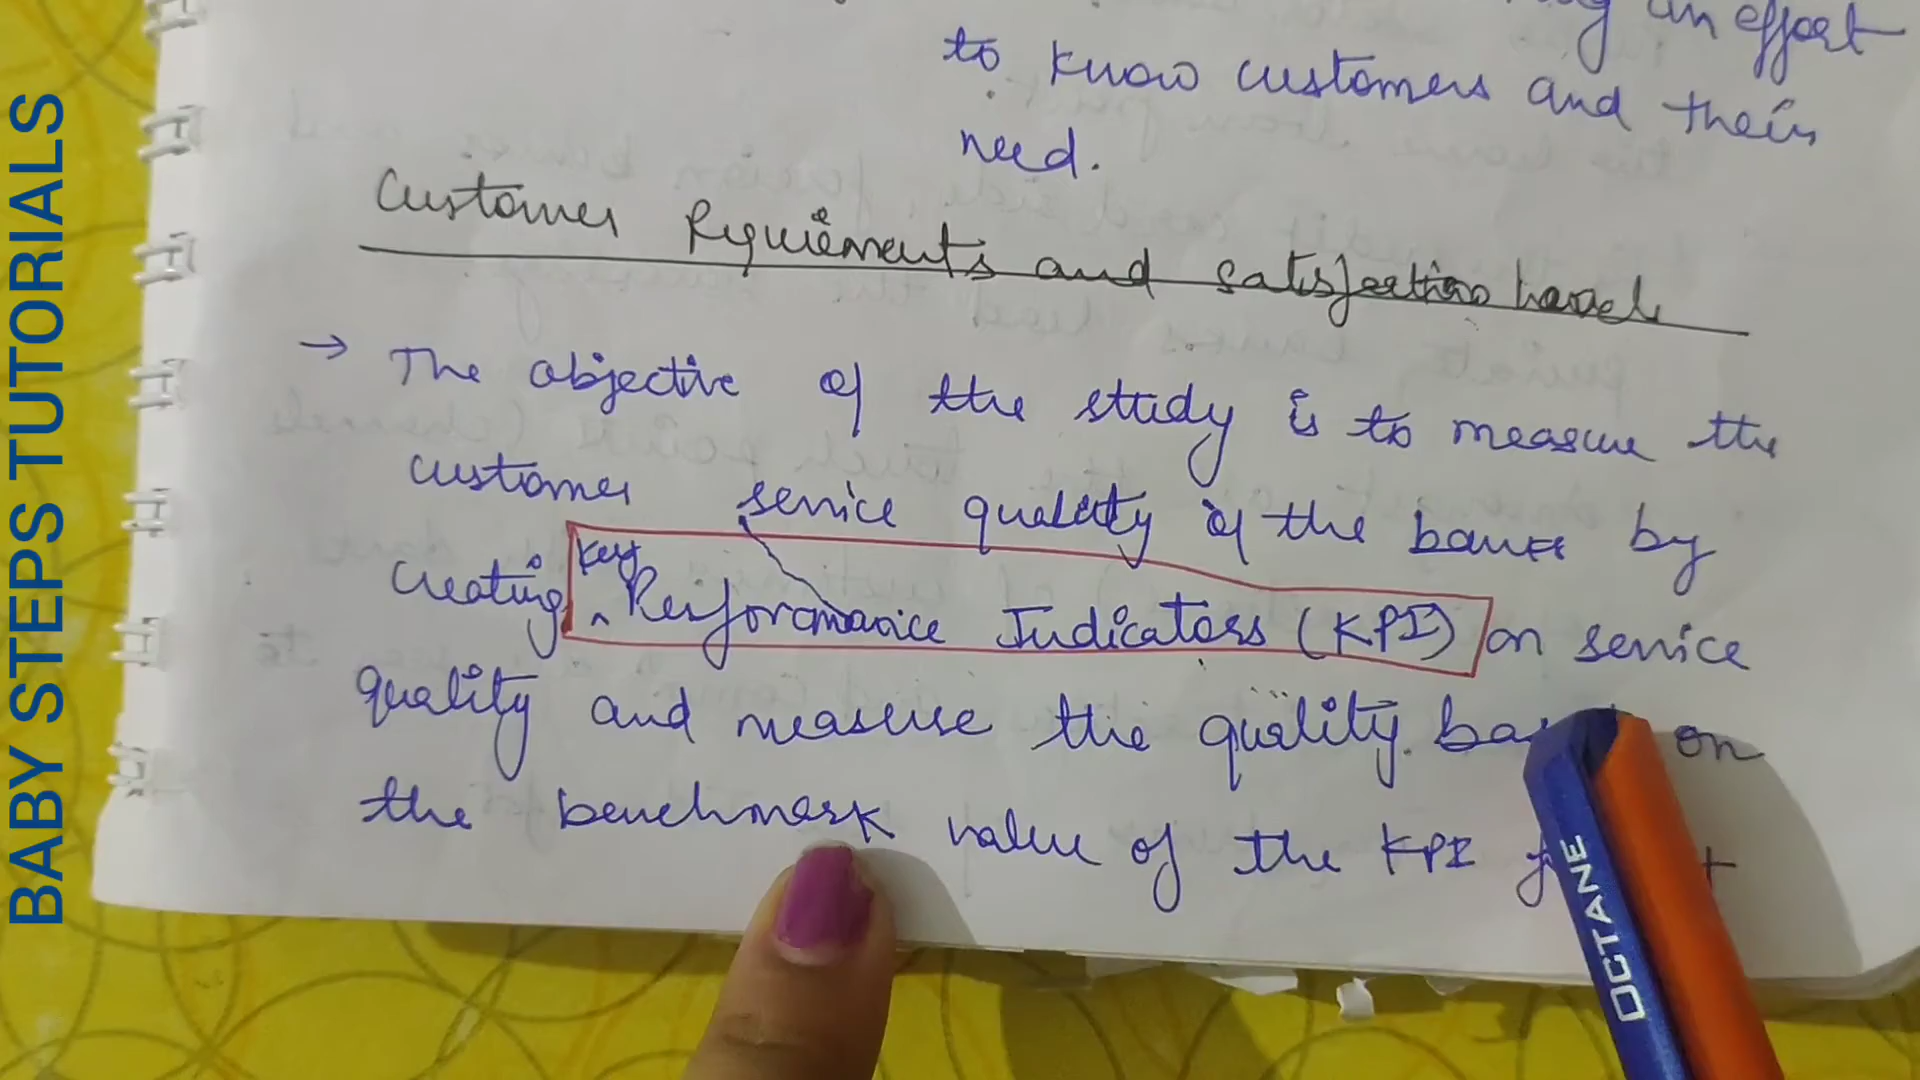 an effort
to know customers and their
need.
Customer Requiements and satisfaction level
→ The objective of the study is to measure the
customer service quality of the bank by
creating Key Performance Indicators (KPI) on service
quality and measure the quality on
the benchmark value of the KPI
OCTANE
BABY STEPS TUTORIALS